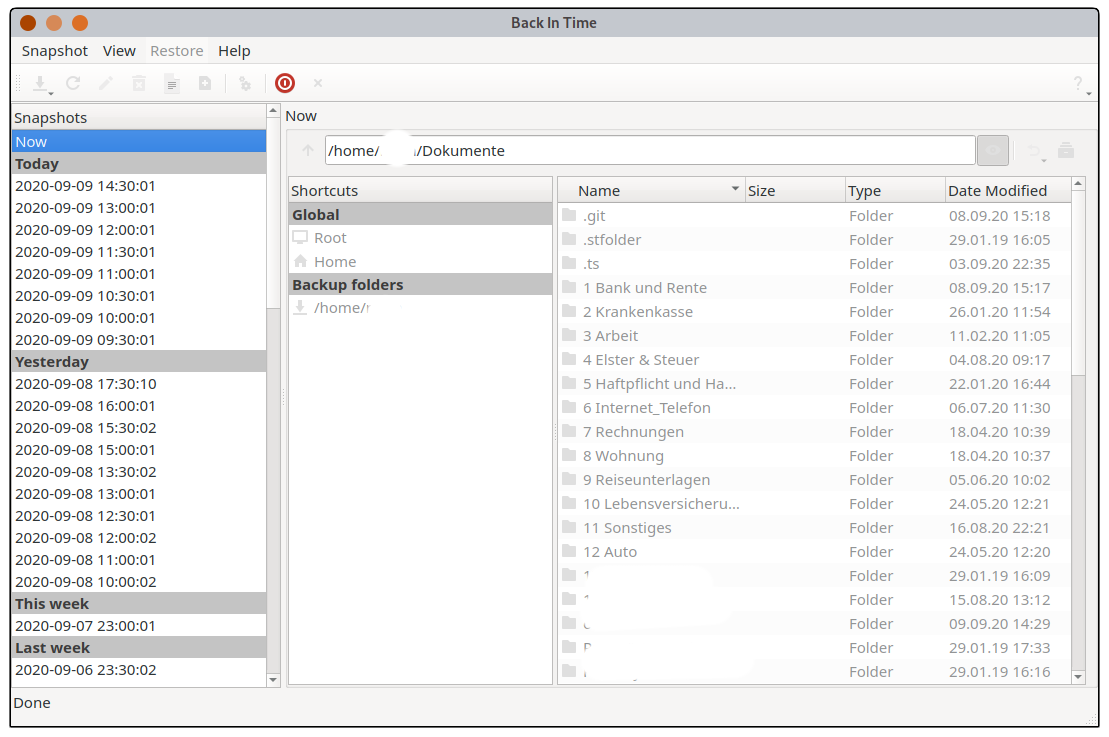 Back In Time
Snapshot View Restore Help
Snapshots
Now
Today
2020-09-09 14:30:01
2020-09-09 13:00:01
2020-09-09 12:00:01
2020-09-09 11:30:01
2020-09-09 11:00:01
2020-09-09 10:30:01
2020-09-09 10:00:01
2020-09-09 09:30:01
Yesterday
2020-09-08 17:30:10
2020-09-08 16:00:01
2020-09-08 15:30:02
2020-09-08 15:00:01
2020-09-08 13:30:02
2020-09-08 13:00:01
2020-09-08 12:30:01
2020-09-08 12:00:02
2020-09-08 11:00:01
2020-09-08 10:00:02
This week
2020-09-07 23:00:01
Last week
2020-09-06 23:30:02
Now
/home/ /Dokumente
Shortcuts
Global
Root
Home
Backup folders
/home/
Name Size Type Date Modified
.git Folder 08.09.20 15:18
.stfolder Folder 29.01.19 16:05
.ts Folder 03.09.20 22:35
1 Bank und Rente Folder 08.09.20 15:17
2 Krankenkasse Folder 26.01.20 11:54
3 Arbeit Folder 11.02.20 11:05
4 Elster & Steuer Folder 04.08.20 09:17
5 Haftpflicht und Ha... Folder 22.01.20 16:44
6 Internet_Telefon Folder 06.07.20 11:30
7 Rechnungen Folder 18.04.20 10:39
8 Wohnung Folder 18.04.20 10:37
9 Reiseunterlagen Folder 05.06.20 10:02
10 Lebensversicheru... Folder 24.05.20 12:21
11 Sonstiges Folder 16.08.20 22:21
12 Auto Folder 24.05.20 12:20
Folder 29.01.19 16:09
Folder 15.08.20 13:12
Folder 09.09.20 14:29
Folder 29.01.19 17:33
Folder 29.01.19 16:16
Done